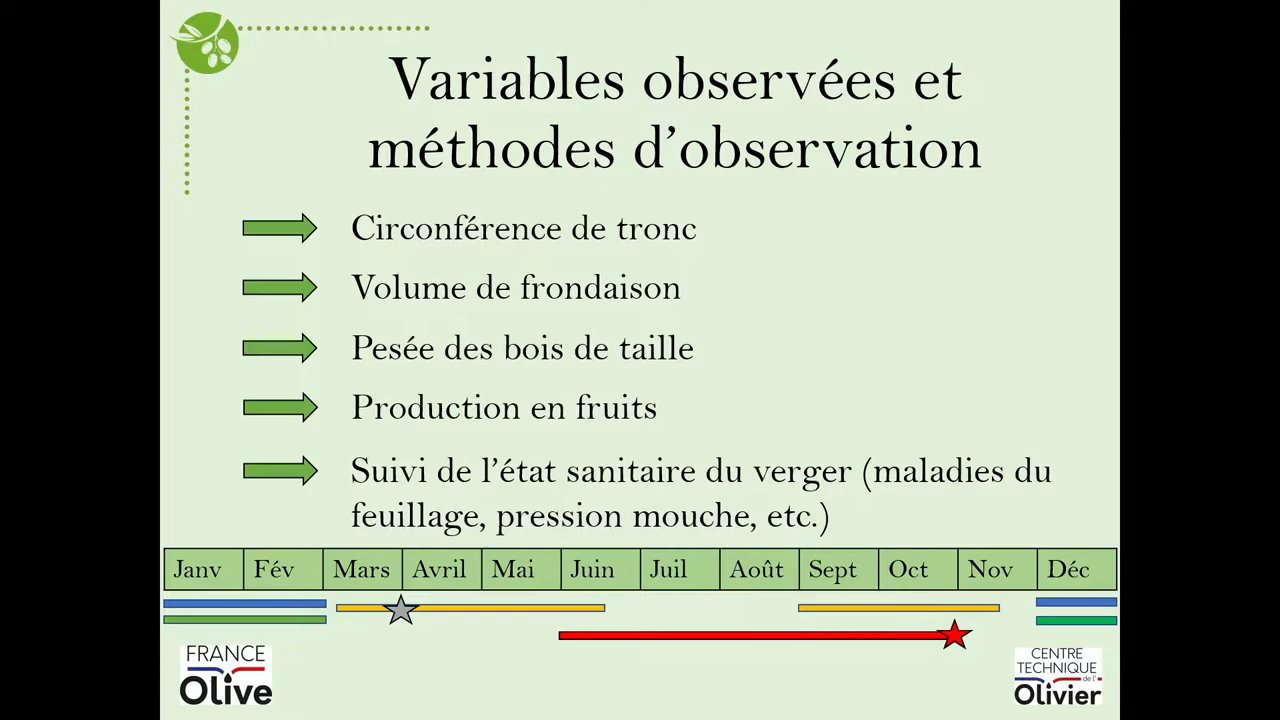 Variables observées et
méthodes d’observation
Circonférence de tronc
Volume de frondaison
Pesée des bois de taille
Production en fruits
Suivi de l’état sanitaire du verger (maladies du
feuillage, pression mouche, etc.)
Janv Fév Mars Avril Mai Juin Juil Août Sept Oct Nov Déc
FRANCE
Olive
CENTRE
TECHNIQUE
de l'
Olivier